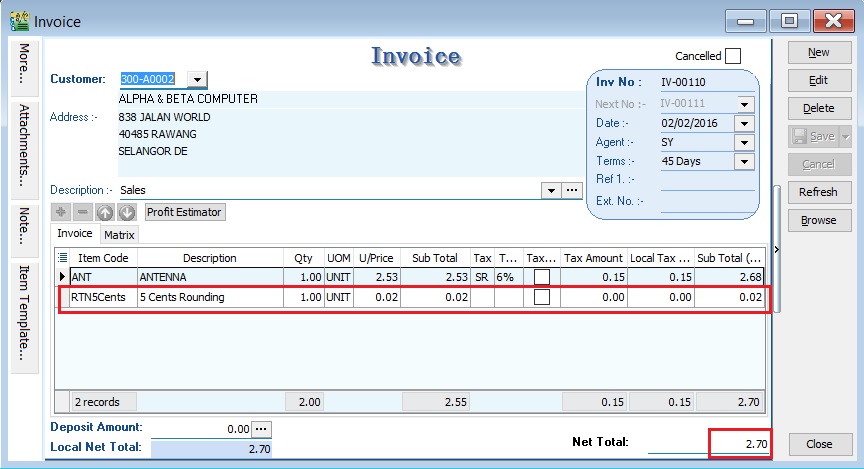 Invoice
More...
Attachments...
Note...
Item Template...
Invoice
Cancelled
Customer: 300-A0002
ALPHA & BETA COMPUTER
Address :- 838 JALAN WORLD
40485 RAWANG
SELANGOR DE
Inv No : IV-00110
Next No :- IV-00111
Date :- 02/02/2016
Agent :- SY
Terms :- 45 Days
Ref 1. :-
Ext. No. :-
Description :- Sales
Profit Estimator
Invoice Matrix
Item Code Description Qty UOM U/Price Sub Total Tax T... Tax... Tax Amount Local Tax ... Sub Total (...
ANT ANTENNA 1.00 UNIT 2.53 2.53 SR 6% 0.15 0.15 2.68
RTN5Cents 5 Cents Rounding 1.00 UNIT 0.02 0.02 0.00 0.00 0.02
2 records 2.00 2.55 0.15 0.15 2.70
Deposit Amount: 0.00
Local Net Total: 2.70
Net Total: 2.70
New
Edit
Delete
Save
Cancel
Refresh
Browse
Close